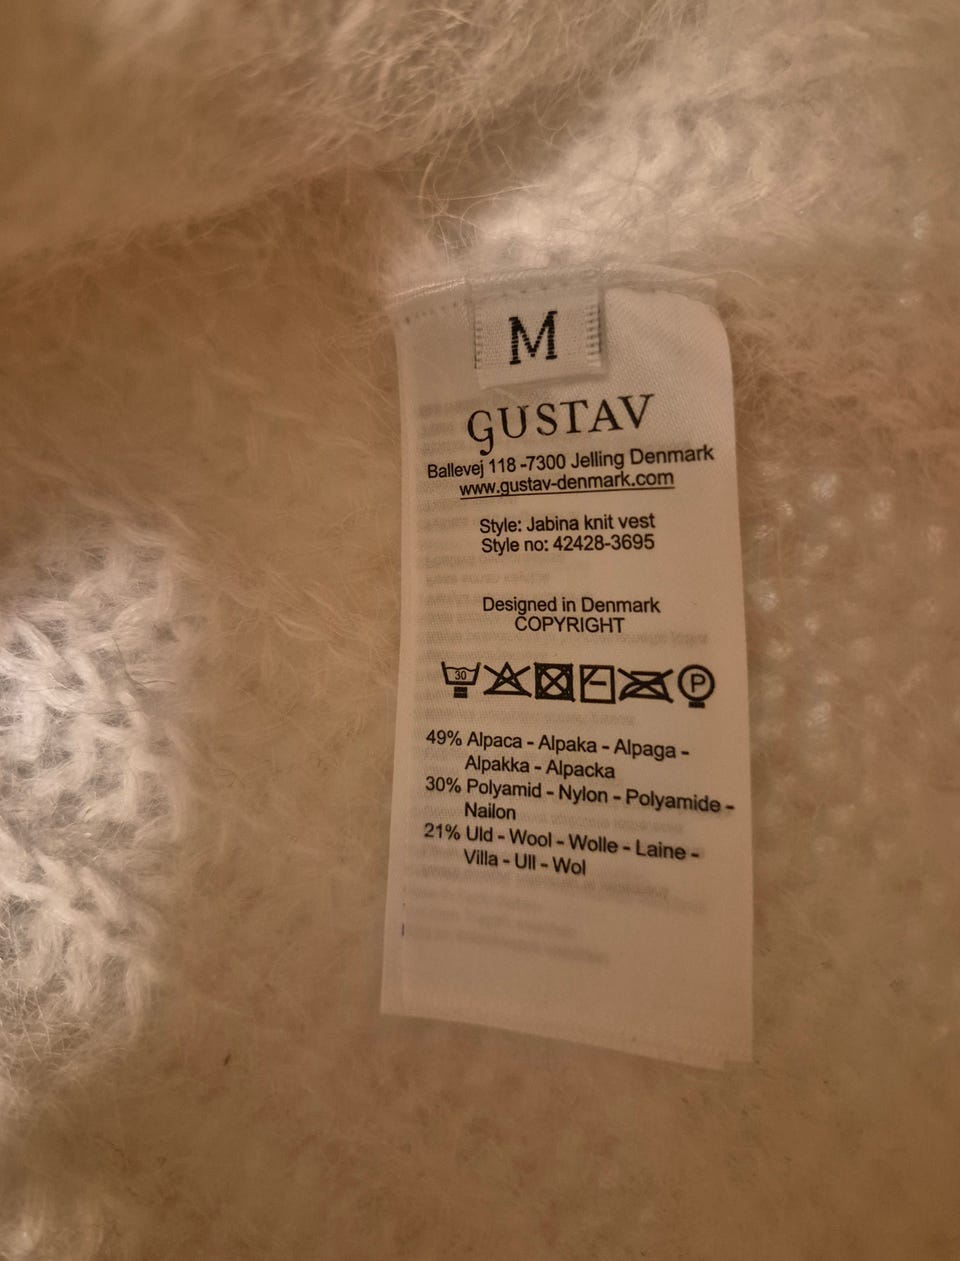 M
GUSTAV
Ballevej 118 -7300 Jelling Denmark
www.gustav-denmark.com
Style: Jabina knit vest
Style no: 42428-3695
Designed in Denmark
COPYRIGHT
30 P
49% Alpaca - Alpaka - Alpaga -
Alpakka - Alpacka
30% Polyamid - Nylon - Polyamide -
Nailon
21% Uld - Wool - Wolle - Laine -
Villa - Ull - Wol